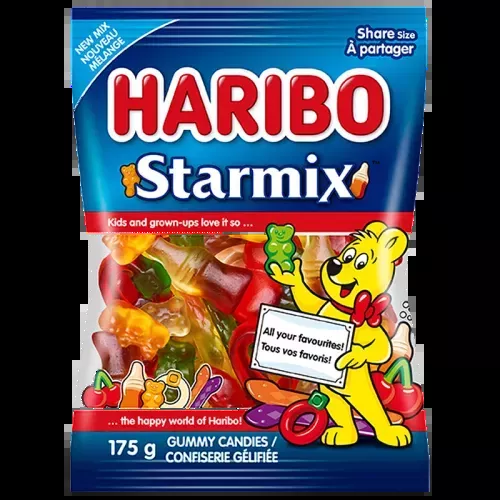 NEW MIX
NOUVEAU
MÉLANGE
Share Size
À partager
HARIBO
Starmix™
Kids and grown-ups love it so ...
All your favourites!
Tous vos favoris!
... the happy world of Haribo!
175 g GUMMY CANDIES /
CONFISERIE GÉLIFIÉE